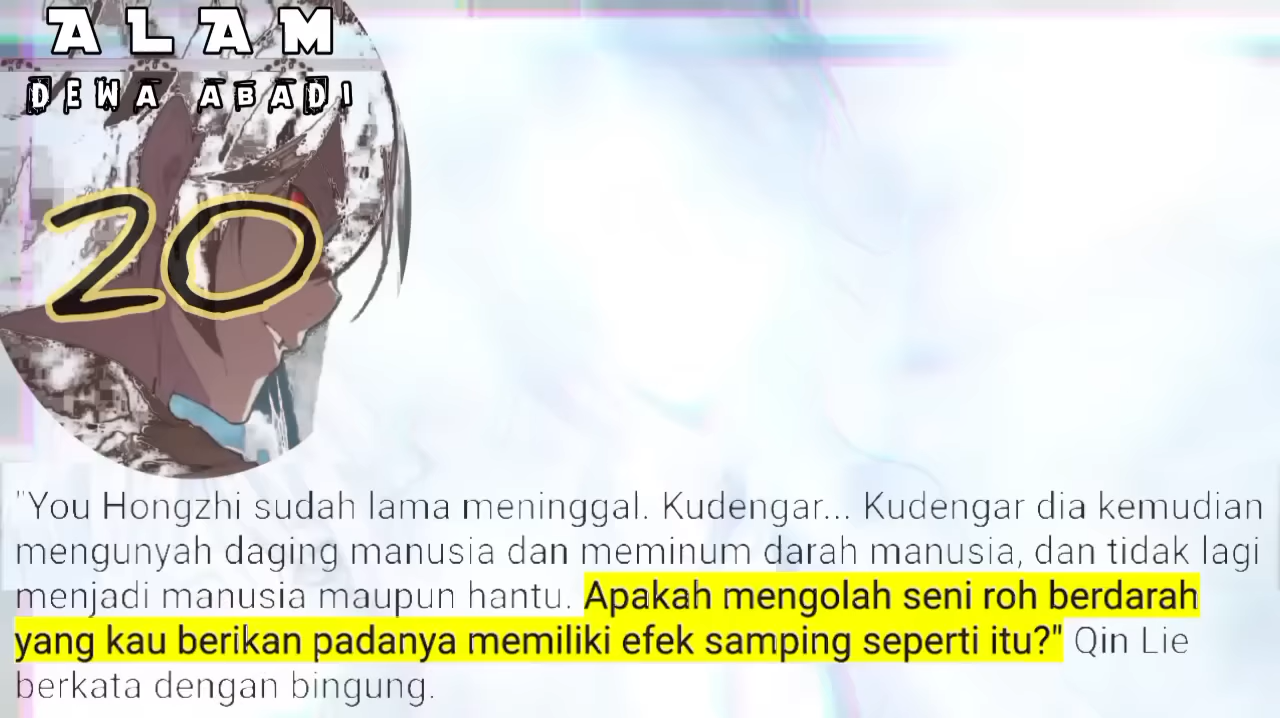 ALAM
DEWA ABADI
20
"You Hongzhi sudah lama meninggal. Kudengar... Kudengar dia kemudian
mengunyah daging manusia dan meminum darah manusia, dan tidak lagi
menjadi manusia maupun hantu. Apakah mengolah seni roh berdarah
yang kau berikan padanya memiliki efek samping seperti itu?" Qin Lie
berkata dengan bingung.